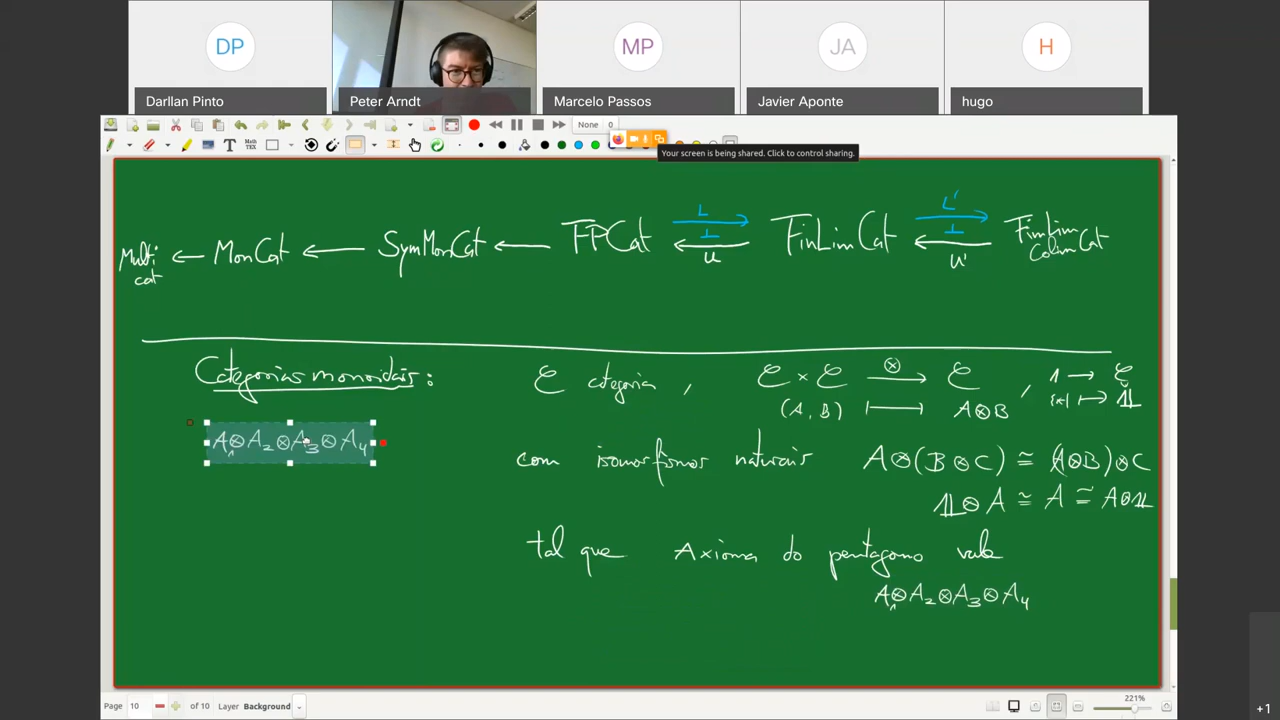 DP MP JA H
Darllan Pinto Peter Arndt Marcelo Passos Javier Aponte hugo
None 0
Your screen is being shared. Click to control sharing.
L L'
Multi cat ← MonCat ← SymMonCat ← FPCat ⊥ FinLimCat ⊥ FinLim ColimCat
U U'
Categorias monoidais: 𝒞 categoria, 𝒞 × 𝒞 ⊗→ 𝒞, 1 → 𝒞
(A, B) ↦ A⊗B {*} ↦ 𝟙
A₁⊗A₂⊗A₃⊗A₄
com isomorfismos naturais A⊗(B⊗C) ≅ (A⊗B)⊗C
𝟙⊗A ≅ A ≅ A⊗𝟙
tal que Axioma do pentagono vale
A₁⊗A₂⊗A₃⊗A₄
Page 10 of 10 Layer Background 221%
+1